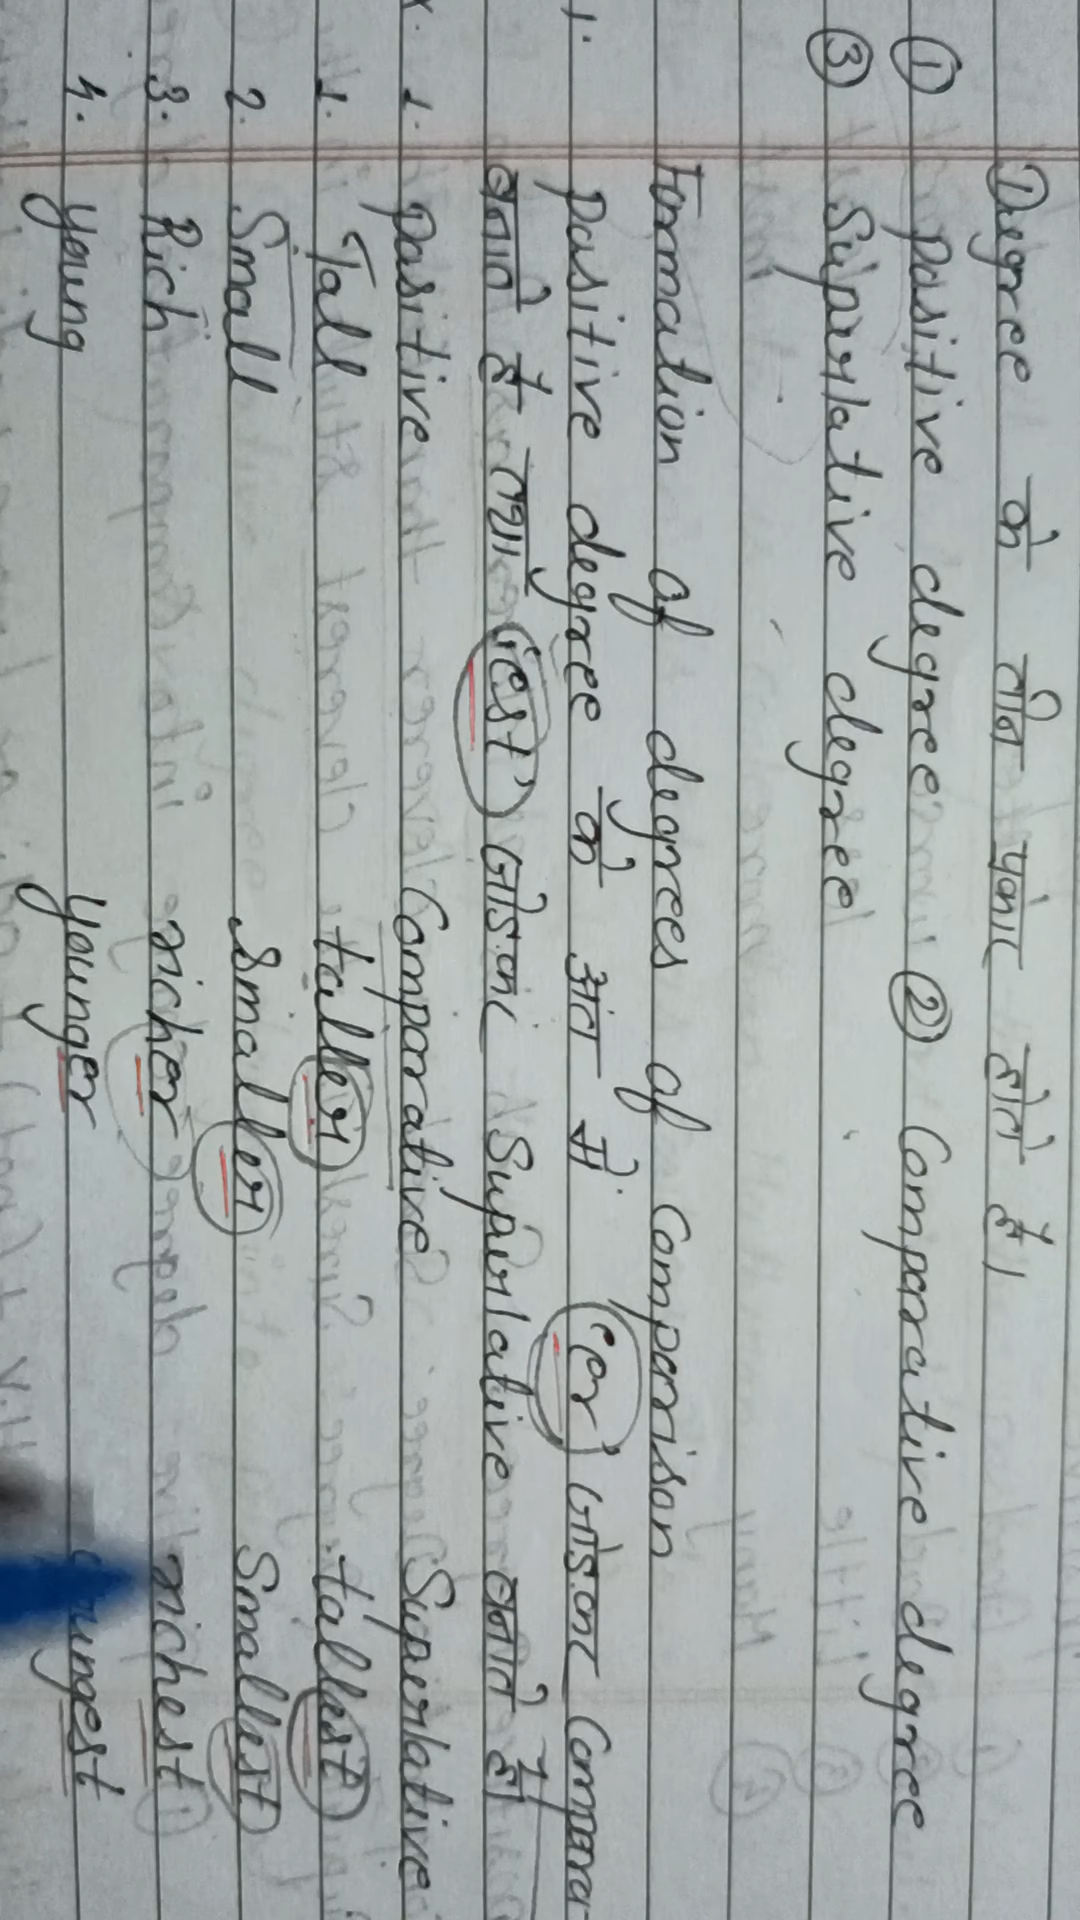 Degree के तीन प्रकार होते हैं।
① positive degree ② Comparative degree
③ Superlative degree
Formation of degrees of Comparison
1. positive degree के अंत में 'er' जोड़कर Compara-
बनाते हैं तथा 'est' जोड़कर Superlative बनाते हैं
1. positive Comparative Superlative
1. Tall taller tallest
2. Small Smaller Smallest
3. Rich richer richest
4. young younger